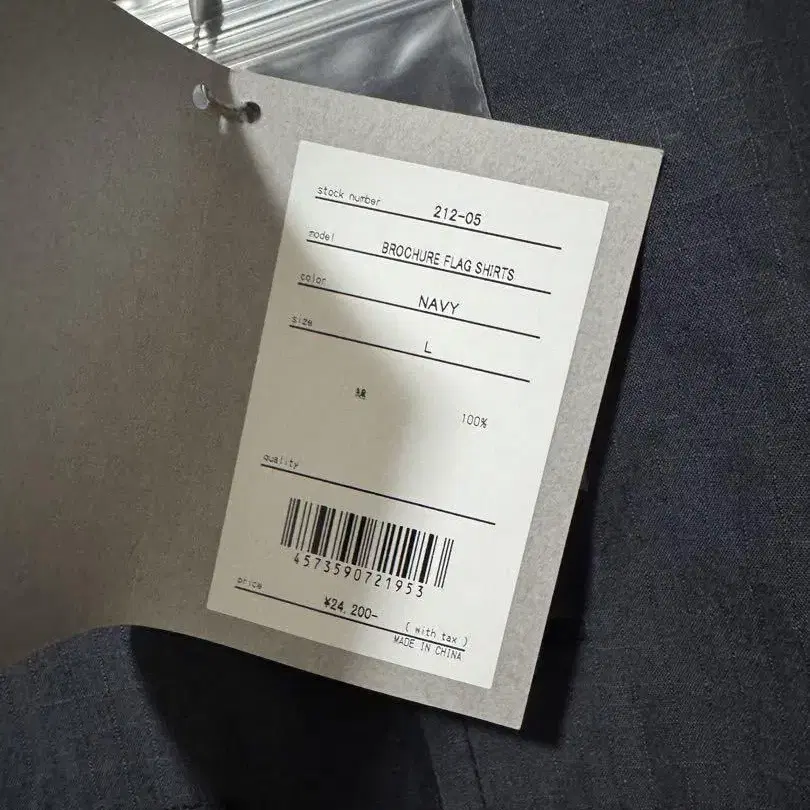 stock number 212-05
model BROCHURE FLAG SHIRTS
color NAVY
size L
綿 100%
quality
4573590721953
price ¥24,200-
( with tax )
MADE IN CHINA